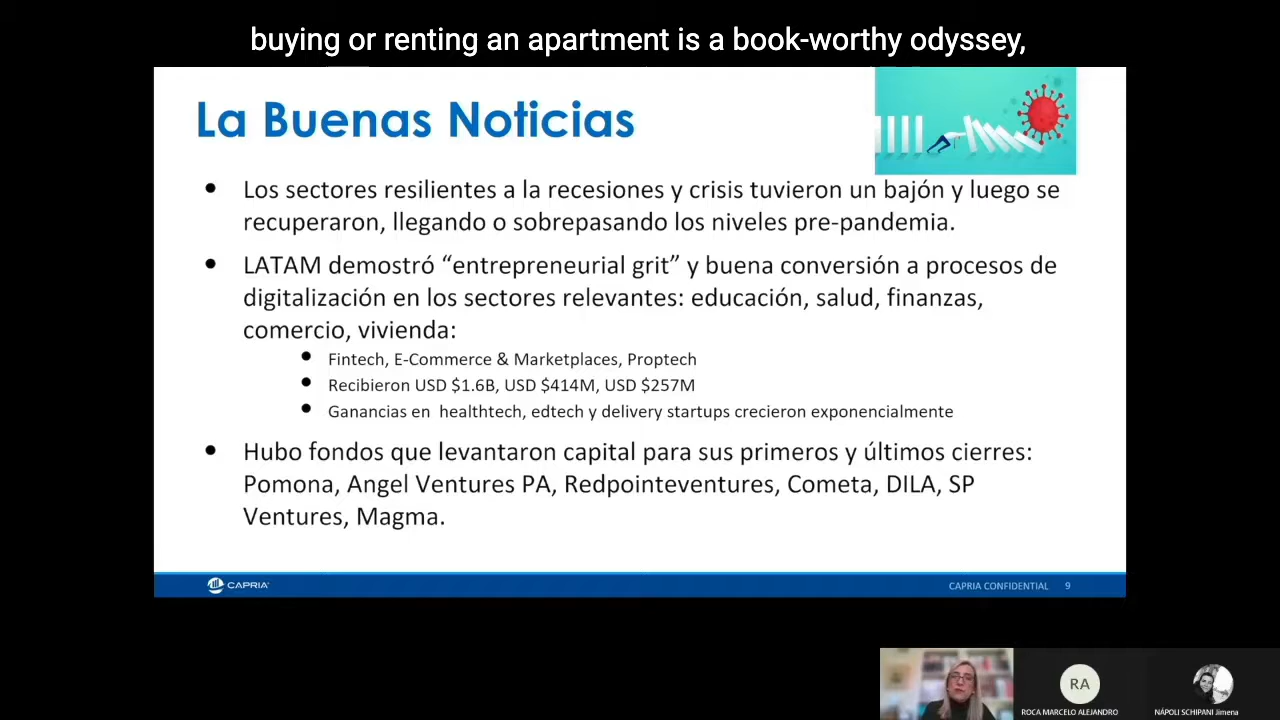 buying or renting an apartment is a book-worthy odyssey,
La Buenas Noticias
Los sectores resilientes a la recesiones y crisis tuvieron un bajón y luego se
recuperaron, llegando o sobrepasando los niveles pre-pandemia.
LATAM demostró “entrepreneurial grit” y buena conversión a procesos de
digitalización en los sectores relevantes: educación, salud, finanzas,
comercio, vivienda:
Fintech, E-Commerce & Marketplaces, Proptech
Recibieron USD $1.6B, USD $414M, USD $257M
Ganancias en healthtech, edtech y delivery startups crecieron exponencialmente
Hubo fondos que levantaron capital para sus primeros y últimos cierres:
Pomona, Angel Ventures PA, Redpointeventures, Cometa, DILA, SP
Ventures, Magma.
CAPRIA
CAPRIA CONFIDENTIAL 9
RA
ROCA MARCELO ALEJANDRO
NÁPOLI SCHIPANI Jimena